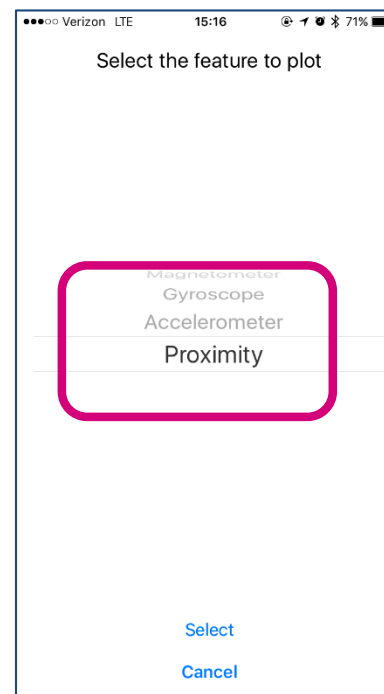 Verizon LTE 15:16 71%
Select the feature to plot
Magnetometer
Gyroscope
Accelerometer
Proximity
Select
Cancel